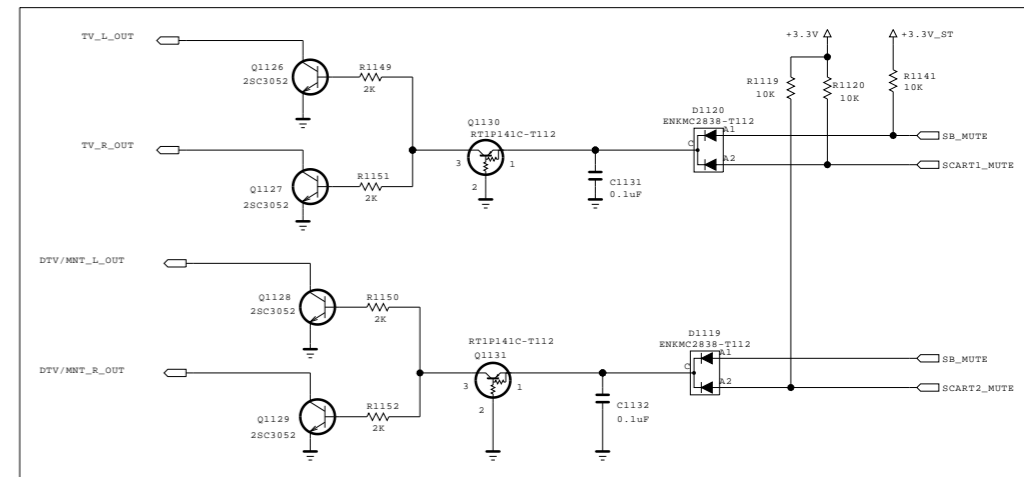 TV_L_OUT
Q1126
2SC3052
R1149
2K
+3.3V
+3.3V_ST
R1119
10K
R1120
10K
R1141
10K
D1120
ENKMC2838-T112
Q1130
RT1P141C-T112
C
A1
A2
SB_MUTE
SCART1_MUTE
TV_R_OUT
Q1127
2SC3052
R1151
2K
3
1
2
C1131
0.1uF
DTV/MNT_L_OUT
Q1128
2SC3052
R1150
2K
RT1P141C-T112
Q1131
D1119
ENKMC2838-T112
C
A1
A2
SB_MUTE
SCART2_MUTE
DTV/MNT_R_OUT
Q1129
2SC3052
R1152
2K
3
1
2
C1132
0.1uF